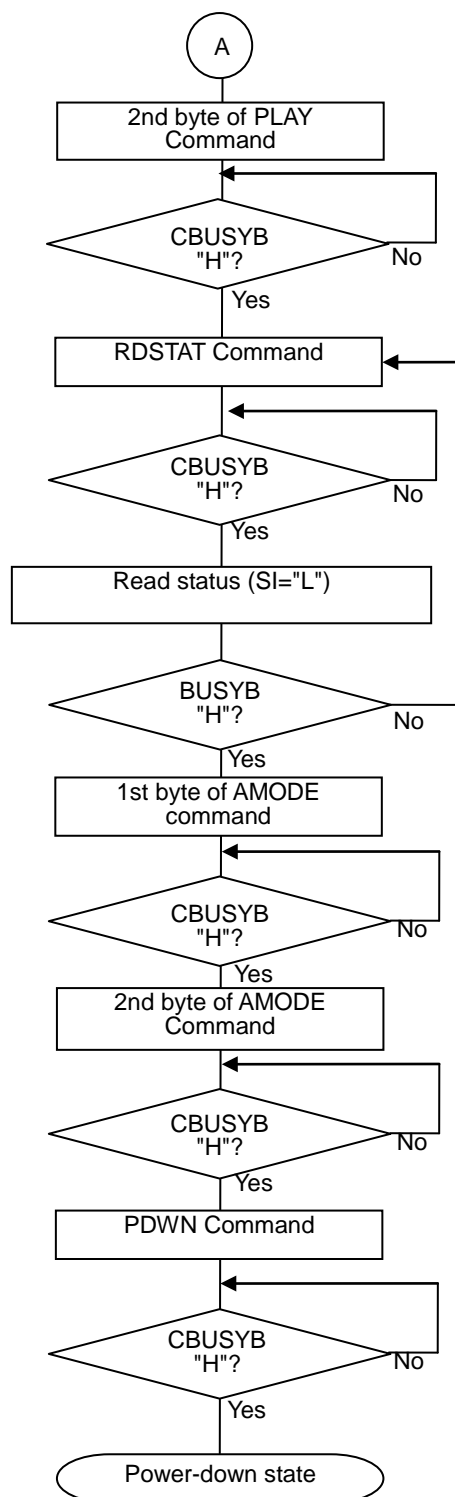 A
2nd byte of PLAY
Command
CBUSYB
"H"?
No
Yes
RDSTAT Command
CBUSYB
"H"?
No
Yes
Read status (SI="L")
BUSYB
"H"?
No
Yes
1st byte of AMODE
command
CBUSYB
"H"?
No
Yes
2nd byte of AMODE
Command
CBUSYB
"H"?
No
Yes
PDWN Command
CBUSYB
"H"?
No
Yes
Power-down state